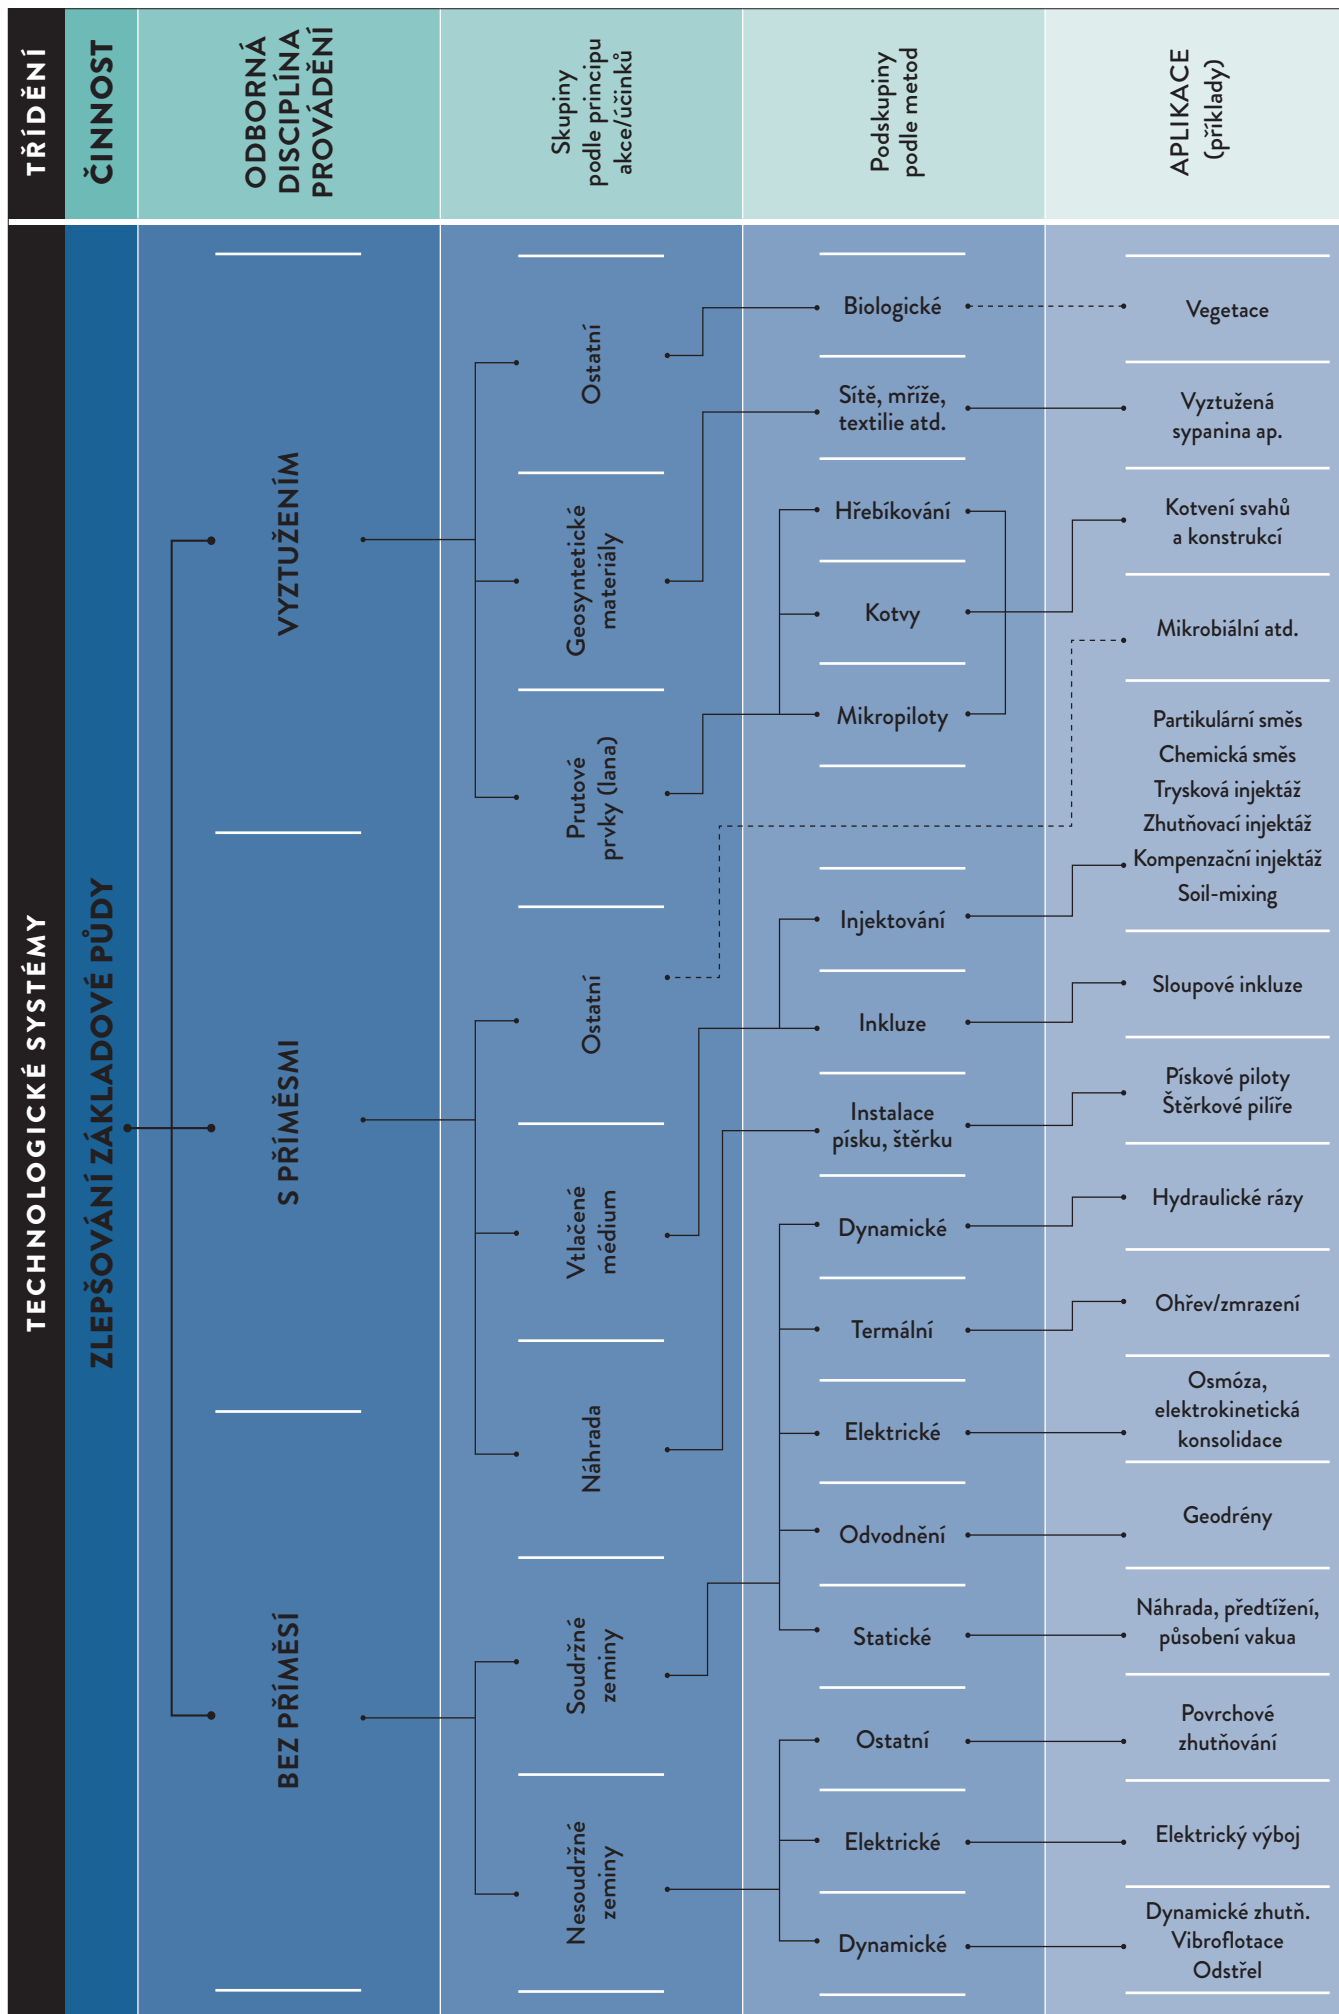 TŘÍDĚNÍ
ČINNOST
ODBORNÁ
DISCIPLÍNA
PROVÁDĚNÍ
Skupiny
podle principu
akce/účinků
Podskupiny
podle metod
APLIKACE
(příklady)
TECHNOLOGICKÉ SYSTÉMY
ZLEPŠOVÁNÍ ZÁKLADOVÉ PŮDY
VYZTUŽENÍM
S PŘÍMĚSMI
BEZ PŘÍMĚSÍ
Ostatní
Geosyntetické
materiály
Prutové
prvky (lana)
Ostatní
Vtlačené
médium
Náhrada
Soudržné
zeminy
Nesoudržné
zeminy
Biologické
Sítě, mříže,
textilie atd.
Hřebíkování
Kotvy
Mikropiloty
Injektování
Inkluze
Instalace
písku, štěrku
Dynamické
Termální
Elektrické
Odvodnění
Statické
Ostatní
Elektrické
Dynamické
Vegetace
Vyztužená
sypanina ap.
Kotvení svahů
a konstrukcí
Mikrobiální atd.
Partikulární směs
Chemická směs
Trysková injektáž
Zhutňovací injektáž
Kompenzační injektáž
Soil-mixing
Sloupové inkluze
Pískové piloty
Štěrkové pilíře
Hydraulické rázy
Ohřev/zmrazení
Osmóza,
elektrokinetická
konsolidace
Geodrény
Náhrada, předtížení,
působení vakua
Povrchové
zhutňování
Elektrický výboj
Dynamické zhutň.
Vibroflotace
Odstřel